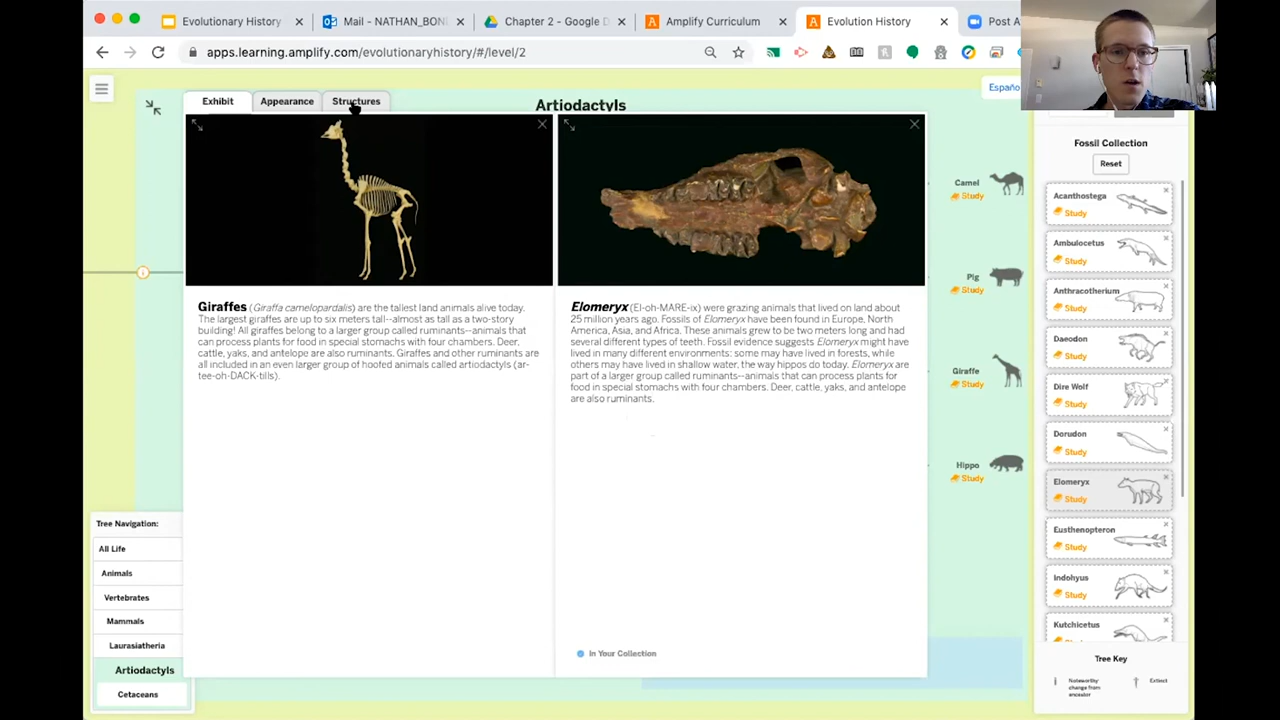 Evolutionary History
Mail - NATHAN_BON
Chapter 2 - Google D
Amplify Curriculum
Evolution History
Post A
apps.learning.amplify.com/evolutionaryhistory/#/level/2
Exhibit
Appearance
Structures
Artiodactyls
Españo
Giraffes (Giraffa camelopardalis) are the tallest land animals alive today.
The largest giraffes are up to six meters tall--almost as tall as a two-story
building! All giraffes belong to a larger group called ruminants--animals that
can process plants for food in special stomachs with four chambers. Deer,
cattle, yaks, and antelope are also ruminants. Giraffes and other ruminants are
all included in an even larger group of hoofed animals called artiodactyls (ar-
tee-oh-DACK-tils).
Elomeryx (El-oh-MARE-ix) were grazing animals that lived on land about
25 million years ago. Fossils of Elomeryx have been found in Europe, North
America, Asia, and Africa. These animals grew to be two meters long and had
several different types of teeth. Fossil evidence suggests Elomeryx might have
lived in many different environments: some may have lived in forests, while
others may have lived in shallow water, the way hippos do today. Elomeryx are
part of a larger group called ruminants--animals that can process plants for
food in special stomachs with four chambers. Deer, cattle, yaks, and antelope
are also ruminants.
In Your Collection
Camel
Study
Pig
Study
Giraffe
Study
Hippo
Study
Tree Navigation:
All Life
Animals
Vertebrates
Mammals
Laurasiatheria
Artiodactyls
Cetaceans
Fossil Collection
Reset
Acanthostega
Study
Ambulocetus
Study
Anthracotherium
Study
Daeodon
Study
Dire Wolf
Study
Dorudon
Study
Elomeryx
Study
Eusthenopteron
Study
Indohyus
Study
Kutchicetus
Tree Key
Noteworthy
change from
ancestor
Extinct